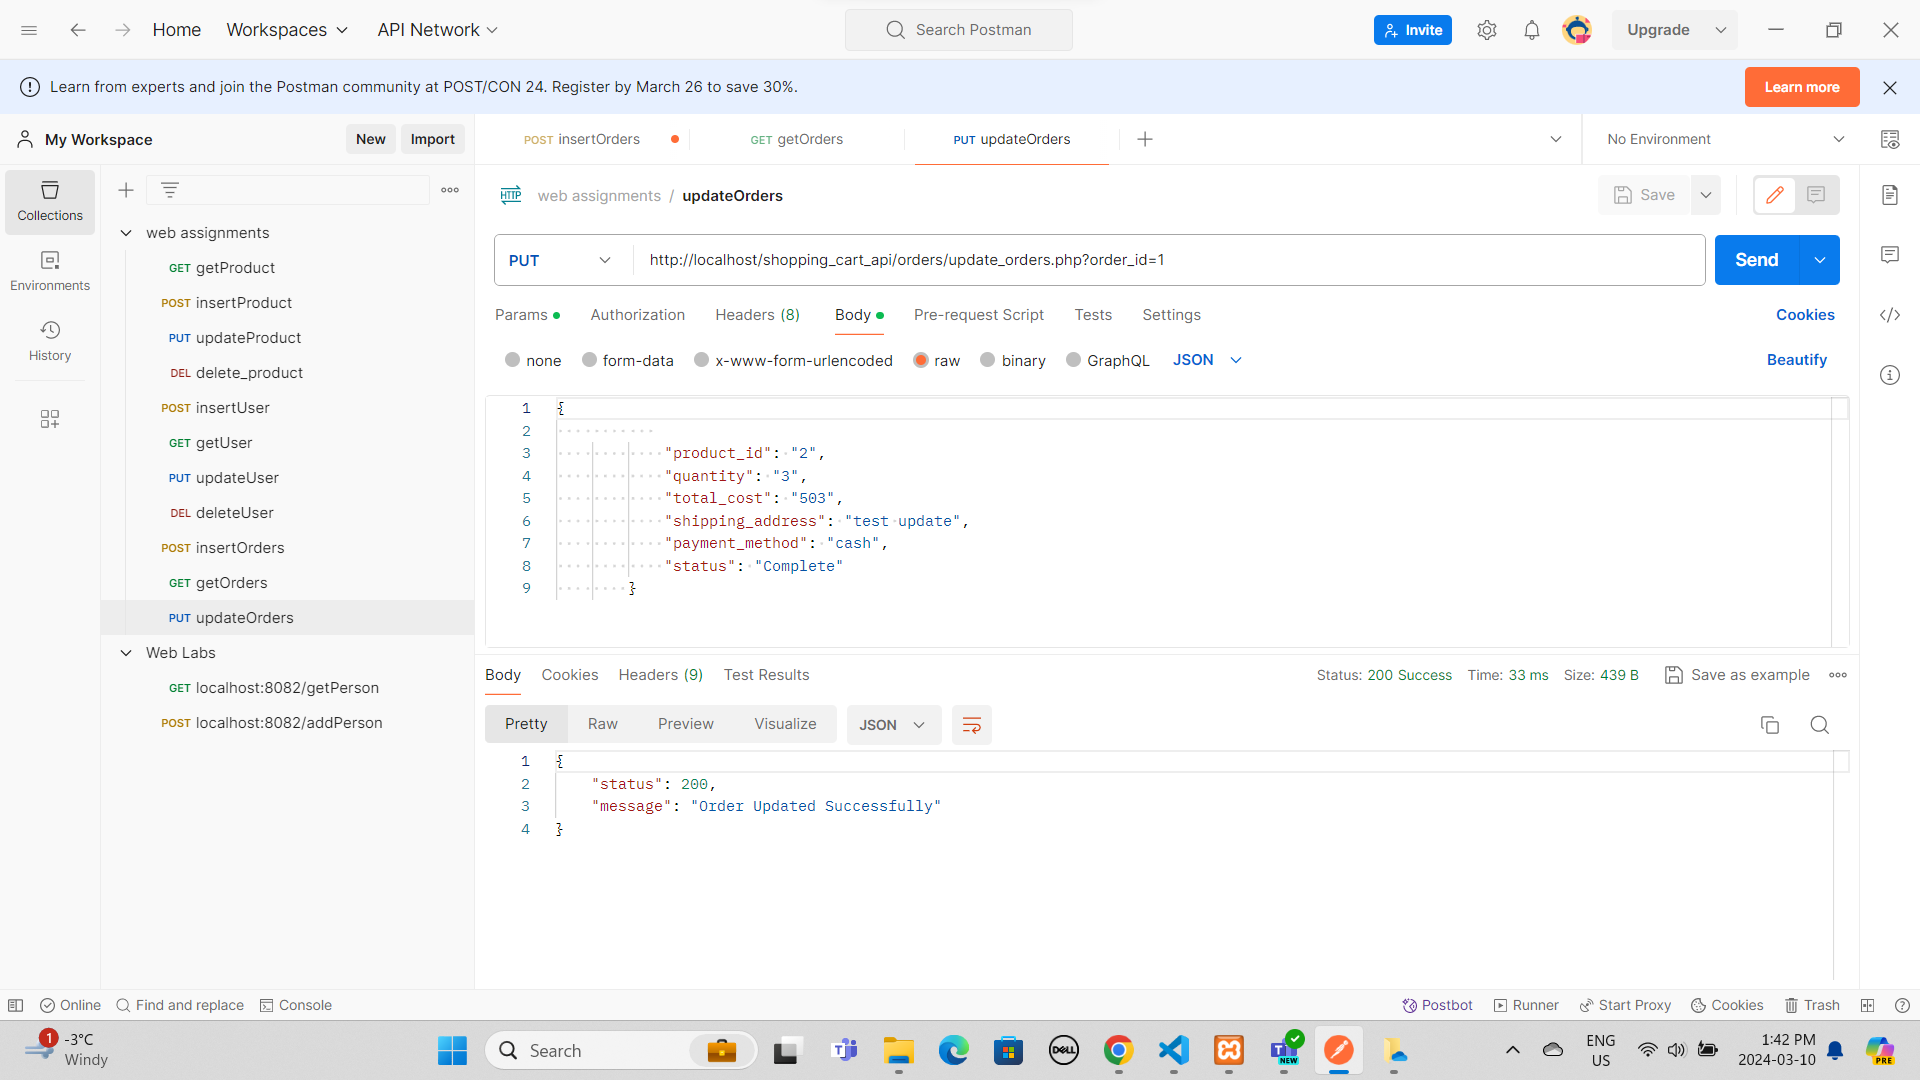 Home
Workspaces
API Network
Search Postman
Invite
Upgrade
Learn from experts and join the Postman community at POST/CON 24. Register by March 26 to save 30%.
Learn more
My Workspace
New
Import
POST insertOrders
GET getOrders
PUT updateOrders
No Environment
Collections
Environments
History
web assignments
GET getProduct
POST insertProduct
PUT updateProduct
DEL delete_product
POST insertUser
GET getUser
PUT updateUser
DEL deleteUser
POST insertOrders
GET getOrders
PUT updateOrders
Web Labs
GET localhost:8082/getPerson
POST localhost:8082/addPerson
HTTP web assignments / updateOrders
Save
PUT
http://localhost/shopping_cart_api/orders/update_orders.php?order_id=1
Send
Params
Authorization
Headers (8)
Body
Pre-request Script
Tests
Settings
Cookies
none
form-data
x-www-form-urlencoded
raw
binary
GraphQL
JSON
Beautify
1 {
2
3 "product_id": "2",
4 "quantity": "3",
5 "total_cost": "503",
6 "shipping_address": "test update",
7 "payment_method": "cash",
8 "status": "Complete"
9 }
Body
Cookies
Headers (9)
Test Results
Status: 200 Success
Time: 33 ms
Size: 439 B
Save as example
Pretty
Raw
Preview
Visualize
JSON
1 {
2 "status": 200,
3 "message": "Order Updated Successfully"
4 }
Online
Find and replace
Console
Postbot
Runner
Start Proxy
Cookies
Trash
1
-3°C
Windy
Search
DELL
NEW
ENG
US
1:42 PM
2024-03-10
PRE